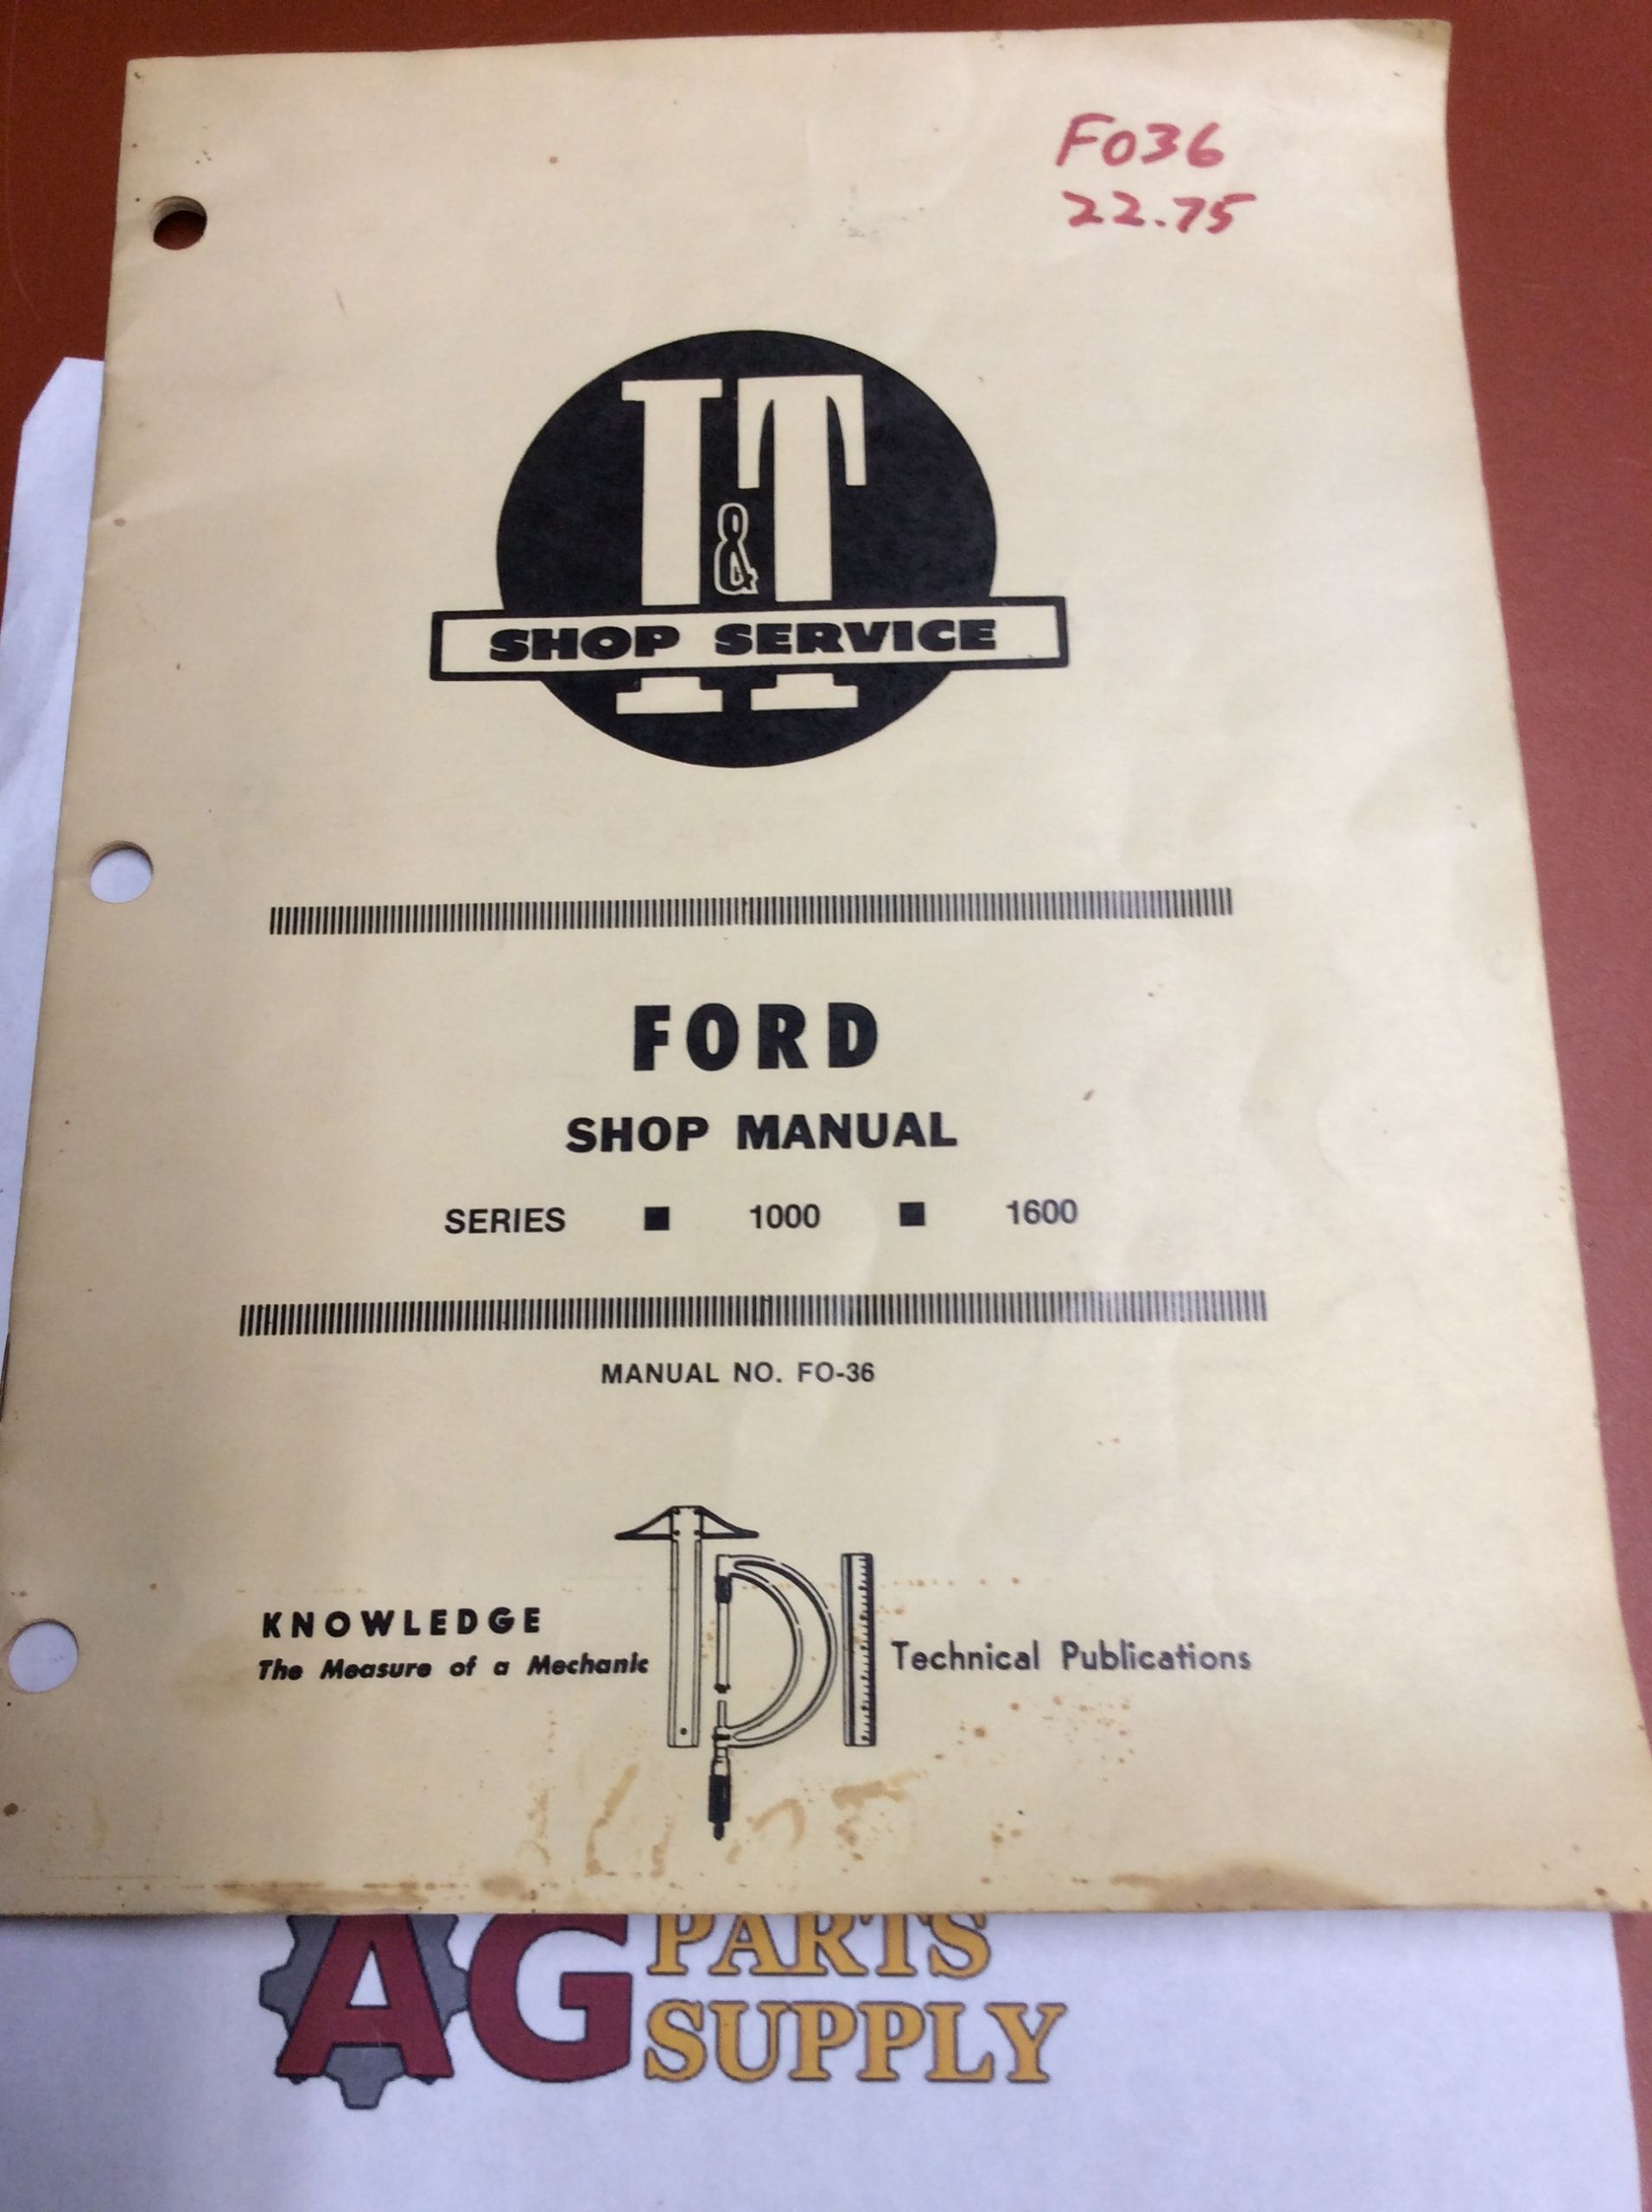 FO36
22.75
I&T
SHOP SERVICE
FORD
SHOP MANUAL
SERIES ■ 1000 ■ 1600
MANUAL NO. FO-36
KNOWLEDGE
The Measure of a Mechanic
TDI
Technical Publications
AG PARTS
SUPPLY